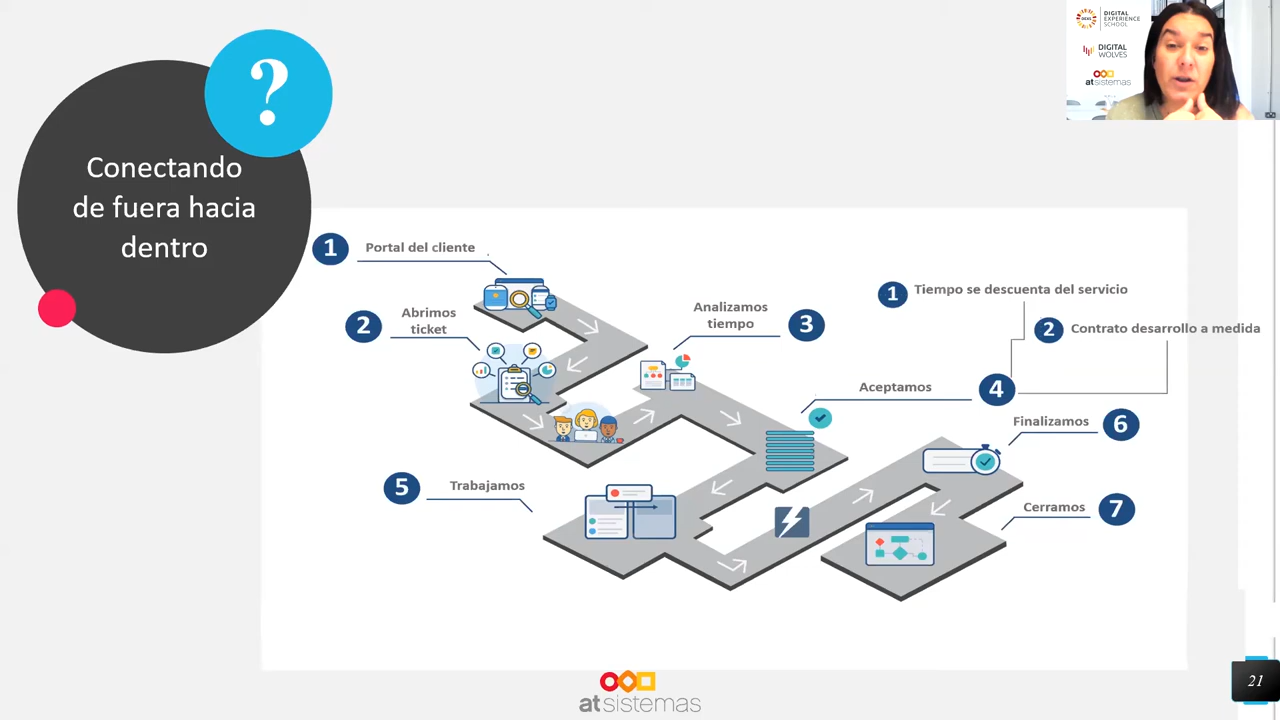 ?
Conectando
de fuera hacia
dentro
DEXS
DIGITAL
EXPERIENCE
SCHOOL
DIGITAL
WOLVES
atsistemas
1
Portal del cliente
2
Abrimos
ticket
Analizamos
tiempo
3
1
Tiempo se descuenta del servicio
2
Contrato desarrollo a medida
Aceptamos
4
Finalizamos
6
5
Trabajamos
Cerramos
7
atsistemas
21